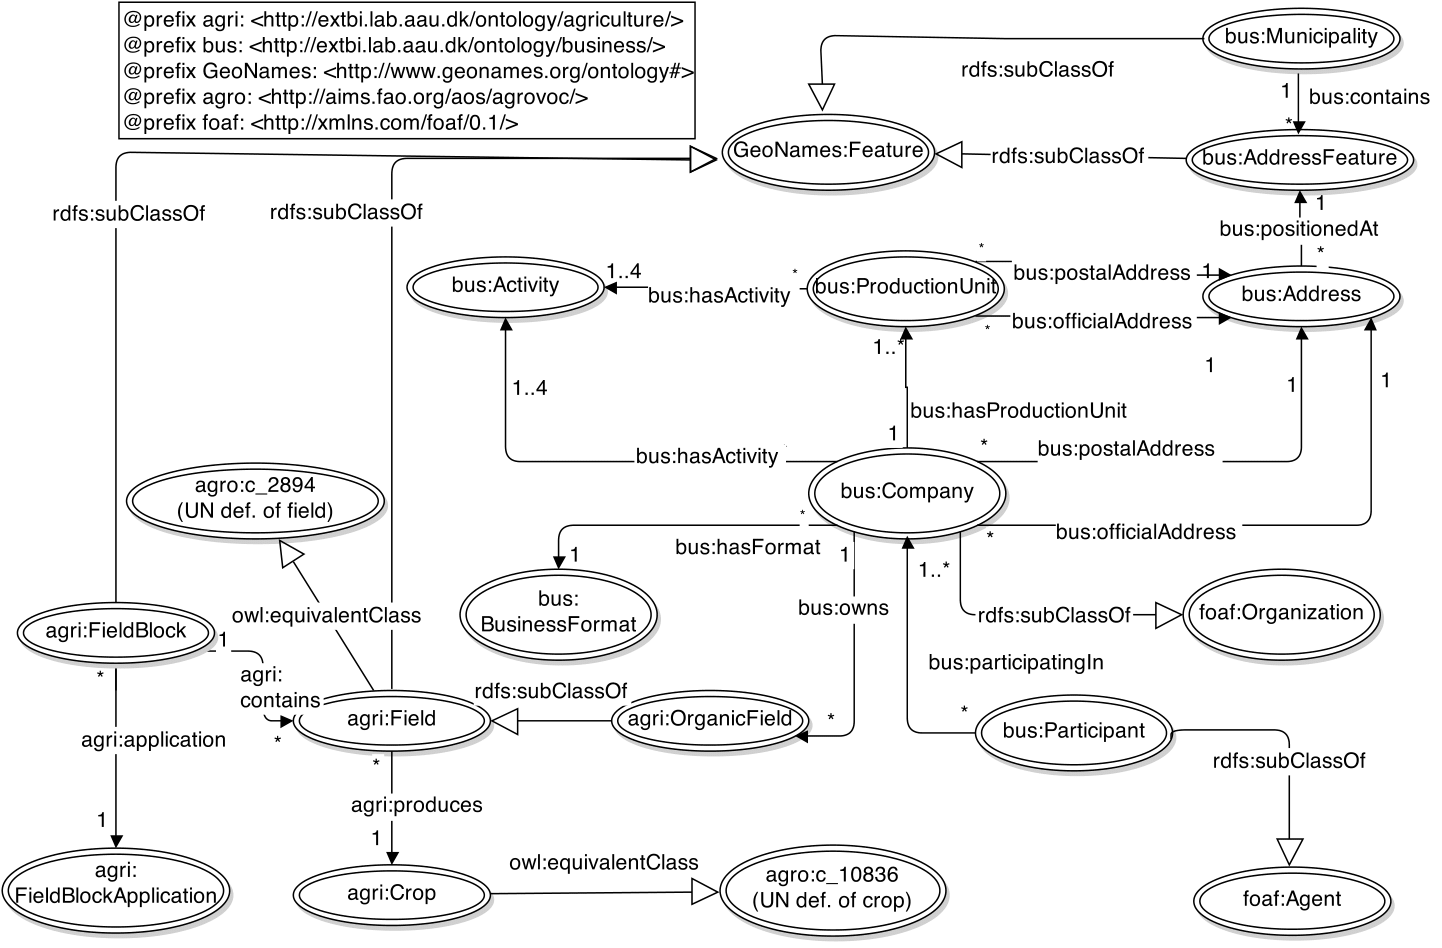 @prefix agri: <http://extbi.lab.aau.dk/ontology/agriculture/>
@prefix bus: <http://extbi.lab.aau.dk/ontology/business/>
@prefix GeoNames: <http://www.geonames.org/ontology#>
@prefix agro: <http://aims.fao.org/aos/agrovoc/>
@prefix foaf: <http://xmlns.com/foaf/0.1/>
bus:Municipality
rdfs:subClassOf
1
bus:contains
*
GeoNames:Feature
rdfs:subClassOf
bus:AddressFeature
rdfs:subClassOf
rdfs:subClassOf
1
bus:positionedAt
*
bus:Activity
1..4
bus:hasActivity
*
bus:ProductionUnit
*
bus:postalAddress
1
bus:Address
bus:officialAddress
*
1..*
1
1..4
1
1
bus:hasProductionUnit
1
*
bus:postalAddress
bus:hasActivity
agro:c_2894
(UN def. of field)
bus:Company
*
bus:hasFormat
1
1
*
bus:officialAddress
1..*
bus:
BusinessFormat
bus:owns
rdfs:subClassOf
foaf:Organization
owl:equivalentClass
agri:FieldBlock
1
*
agri:
contains
*
bus:participatingIn
rdfs:subClassOf
agri:Field
agri:OrganicField
*
*
bus:Participant
agri:application
rdfs:subClassOf
*
agri:produces
1
1
owl:equivalentClass
agri:
FieldBlockApplication
agri:Crop
agro:c_10836
(UN def. of crop)
foaf:Agent